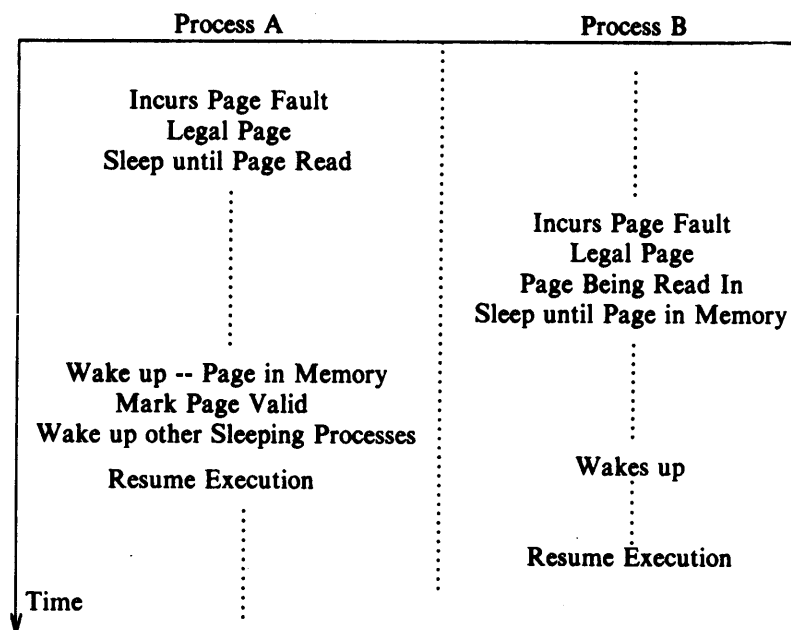 Process A
Process B
Incurs Page Fault
Legal Page
Sleep until Page Read
Incurs Page Fault
Legal Page
Page Being Read In
Sleep until Page in Memory
Wake up -- Page in Memory
Mark Page Valid
Wake up other Sleeping Processes
Wakes up
Resume Execution
Resume Execution
Time